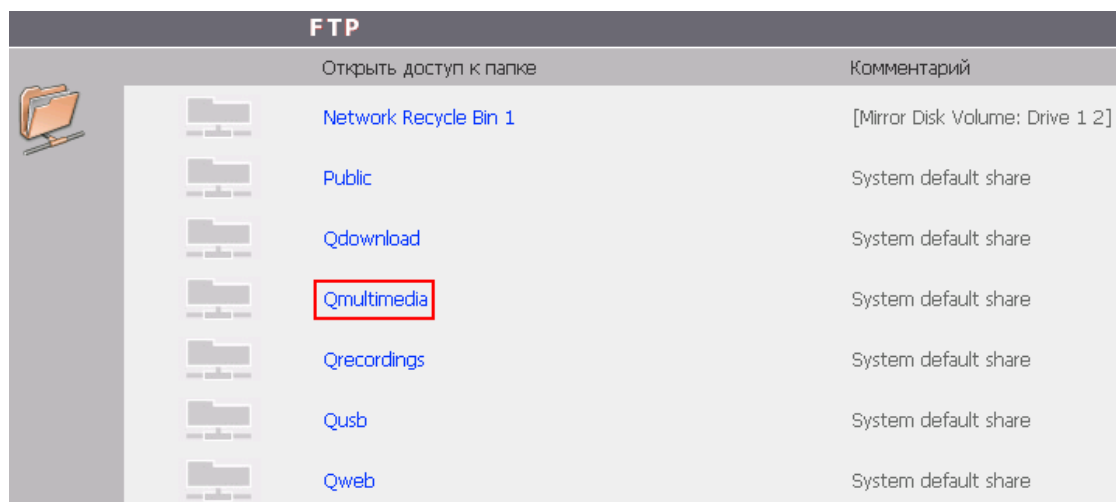 FTP
Открыть доступ к папке Комментарий
Network Recycle Bin 1 [Mirror Disk Volume: Drive 1 2]
Public System default share
Qdownload System default share
Qmultimedia System default share
Qrecordings System default share
Qusb System default share
Qweb System default share